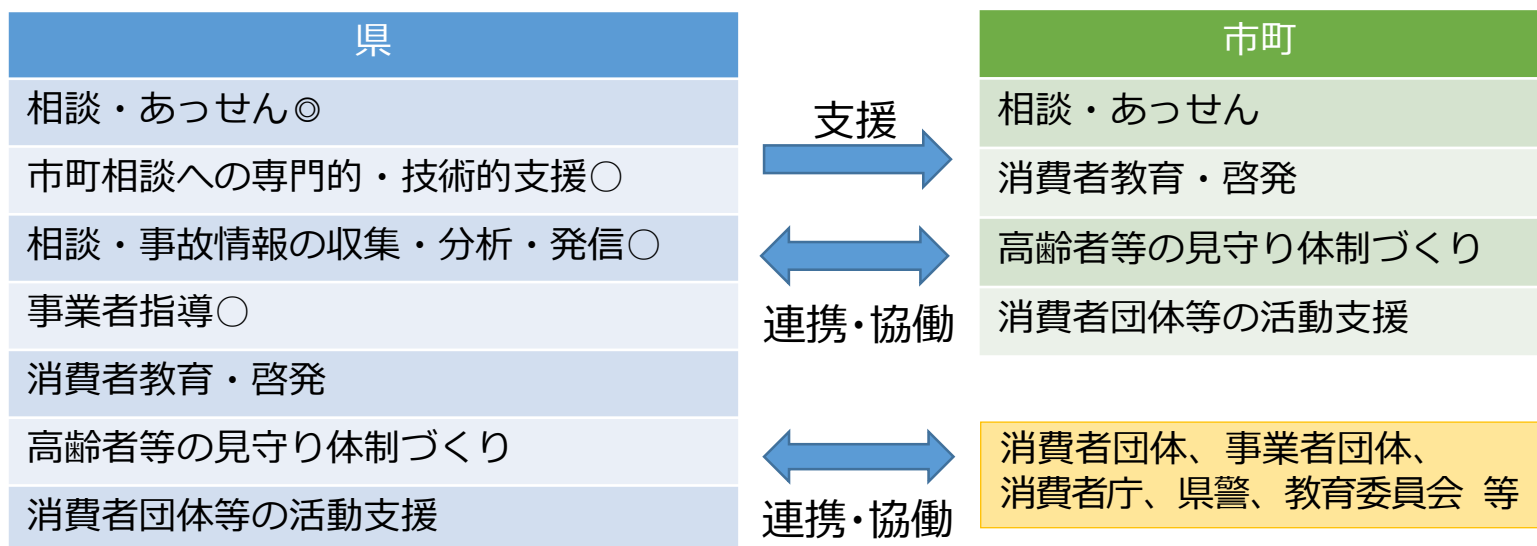 県
相談・あっせん◎
市町相談への専門的・技術的支援○
相談・事故情報の収集・分析・発信○
事業者指導○
消費者教育・啓発
高齢者等の見守り体制づくり
消費者団体等の活動支援
支援
連携・協働
連携・協働
市町
相談・あっせん
消費者教育・啓発
高齢者等の見守り体制づくり
消費者団体等の活動支援
消費者団体、事業者団体、
消費者庁、県警、教育委員会 等